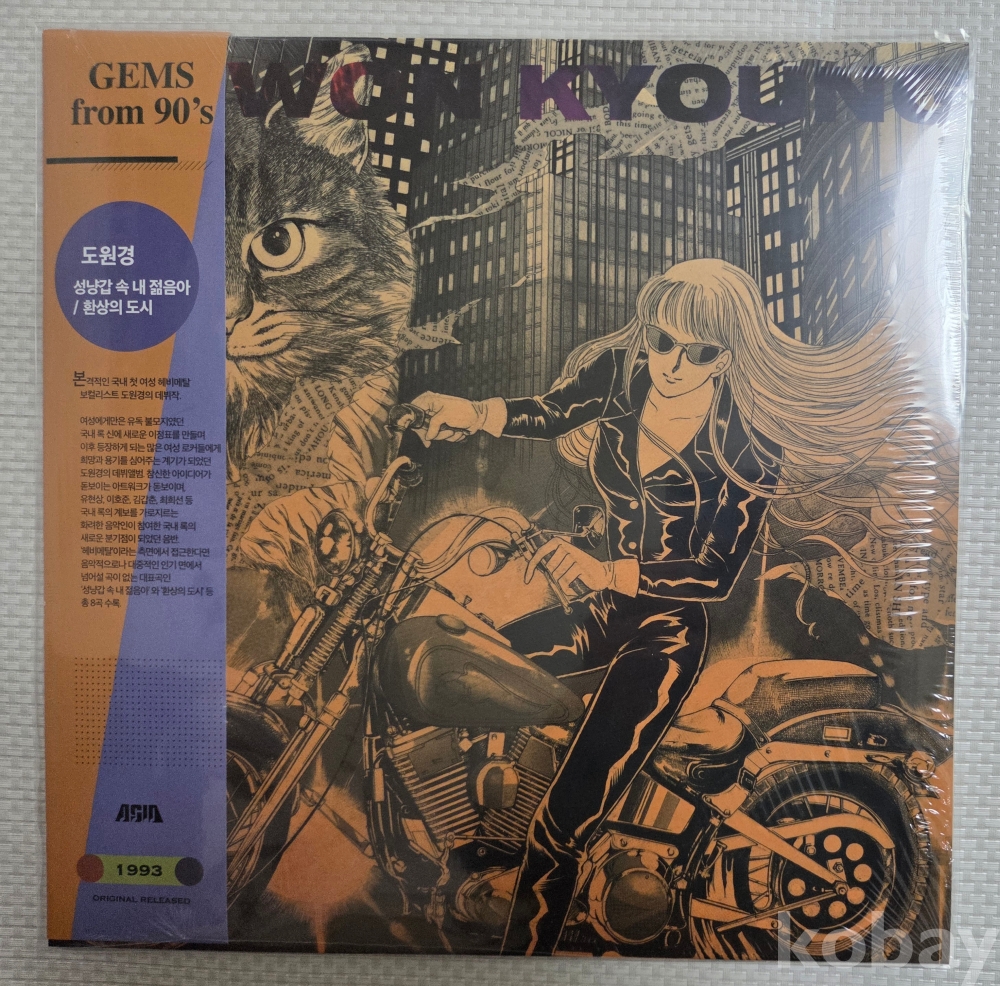 GEMS
from 90's
WON KYOUNG
도원경
성냥갑 속 내 젊음아
/ 환상의 도시
본격적인 국내 첫 여성 헤비메탈
보컬리스트 도원경의 데뷔작.
여성에게만은 유독 불모지였던
국내 록 신에 새로운 이정표를 만들며
이후 등장하게 되는 많은 여성 로커들에게
희망과 용기를 심어주는 계기가 되었던
도원경의 데뷔앨범. 참신한 아이디어가
돋보이는 아트워크가 돋보이며,
유현상, 이호준, 김갑춘, 최희선 등
국내 록의 계보를 가로지르는
화려한 음악인이 참여한 국내 록의
새로운 분기점이 되었던 음반.
'헤비메탈'이라는 측면에서 접근한다면
음악적으로나 대중적인 인기 면에서
넘어설 곡이 없는 대표곡인
'성냥갑 속 내 젊음아' 와 '환상의 도시' 등
총 8곡 수록.
ASIA
1993
ORIGINAL RELEASED
kobay